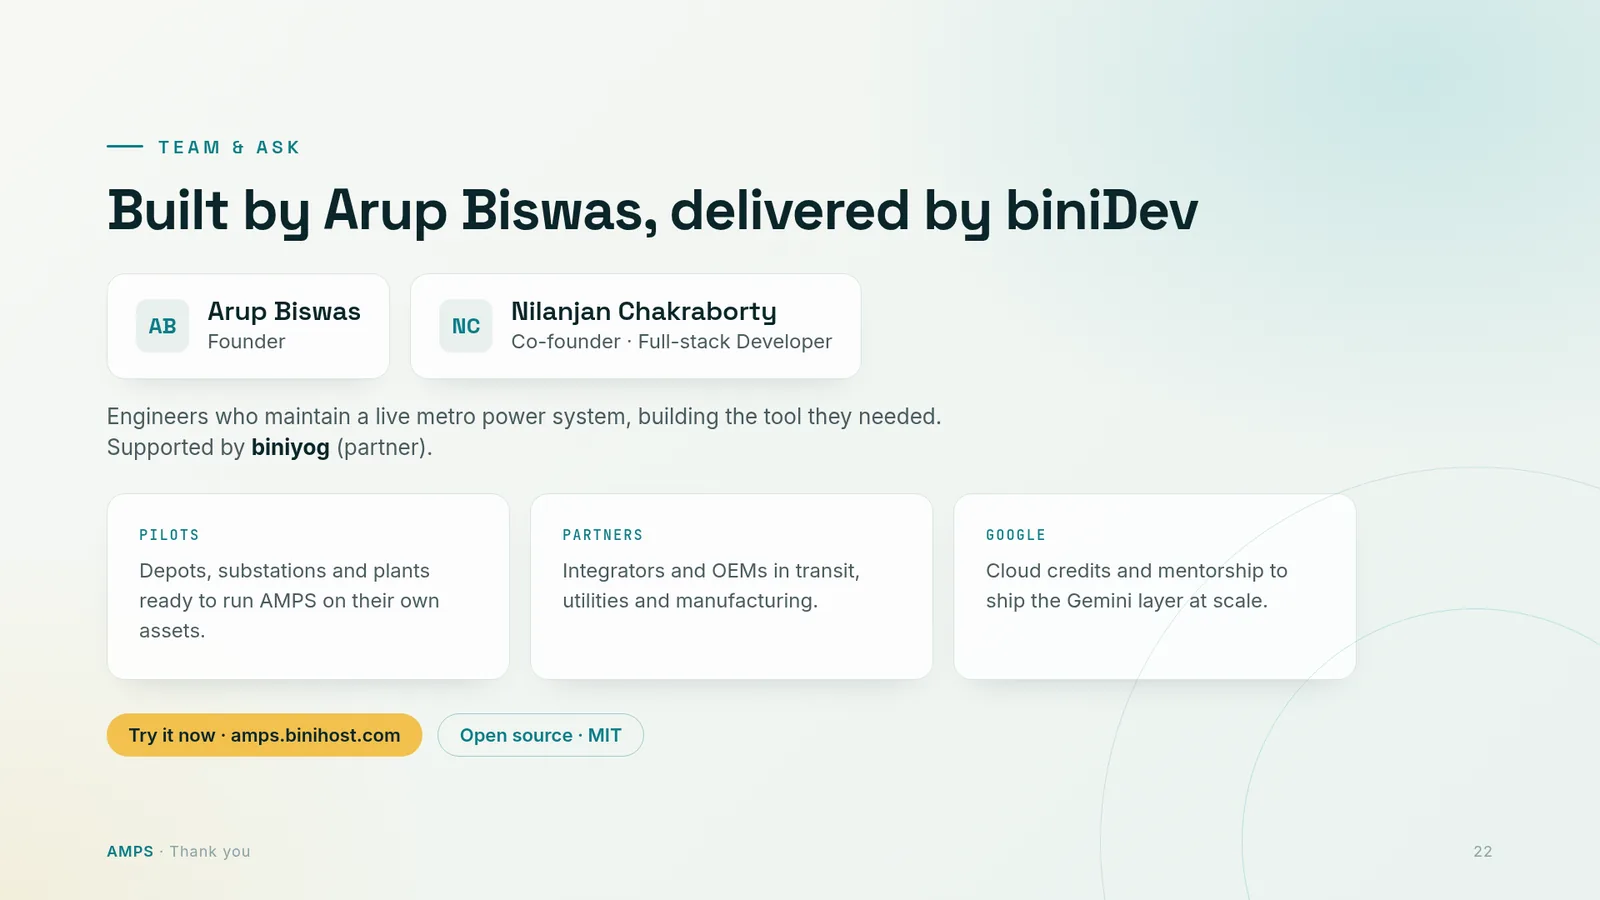 TEAM & ASK
Built by Arup Biswas, delivered by biniDev
AB
Arup Biswas
Founder
NC
Nilanjan Chakraborty
Co-founder · Full-stack Developer
Engineers who maintain a live metro power system, building the tool they needed.
Supported by biniyog (partner).
PILOTS
Depots, substations and plants
ready to run AMPS on their own
assets.
PARTNERS
Integrators and OEMs in transit,
utilities and manufacturing.
GOOGLE
Cloud credits and mentorship to
ship the Gemini layer at scale.
Try it now · amps.binihost.com
Open source · MIT
AMPS · Thank you
22